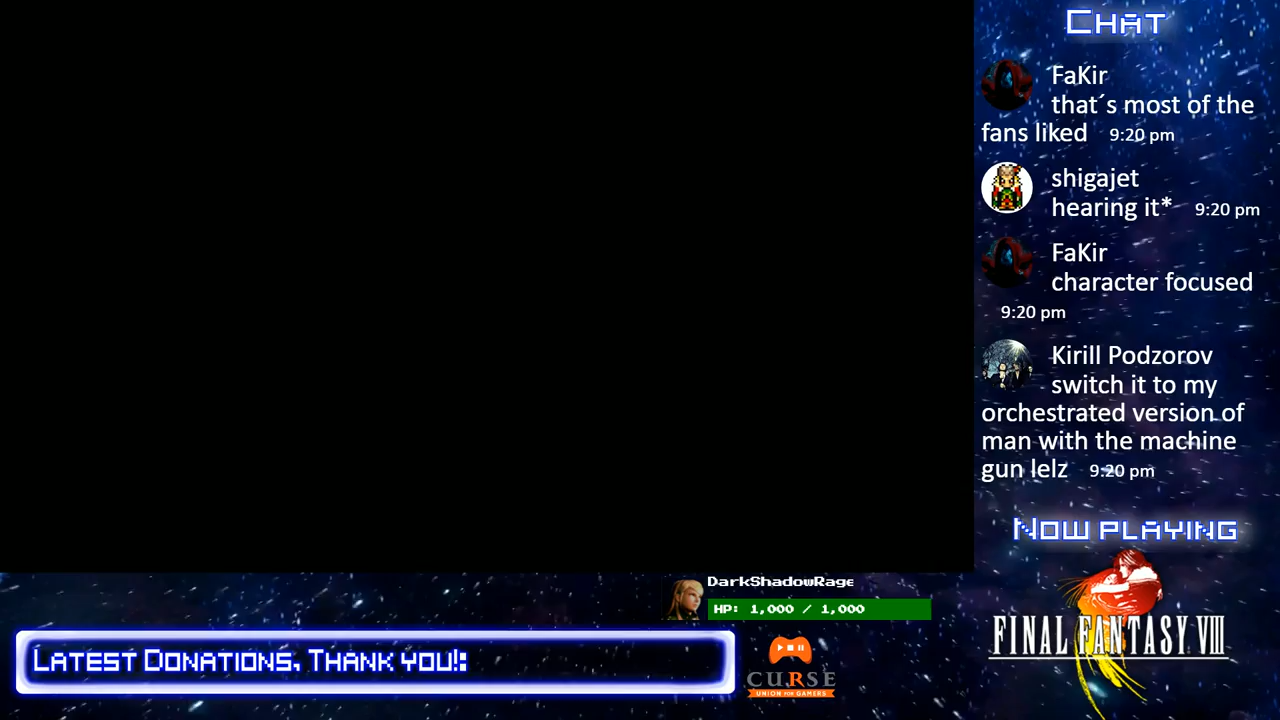 CHAT
FaKir
that´s most of the
fans liked 9:20 pm
shigajet
hearing it* 9:20 pm
FaKir
character focused
9:20 pm
Kirill Podzorov
switch it to my
orchestrated version of
man with the machine
gun lelz 9:20 pm
NOW PLAYING
FINAL FANTASY VIII
DarkShadowRage
HP: 1,000 / 1,000
LATEST DONATIONS, THANK YOU!:
CURSE
UNION FOR GAMERS